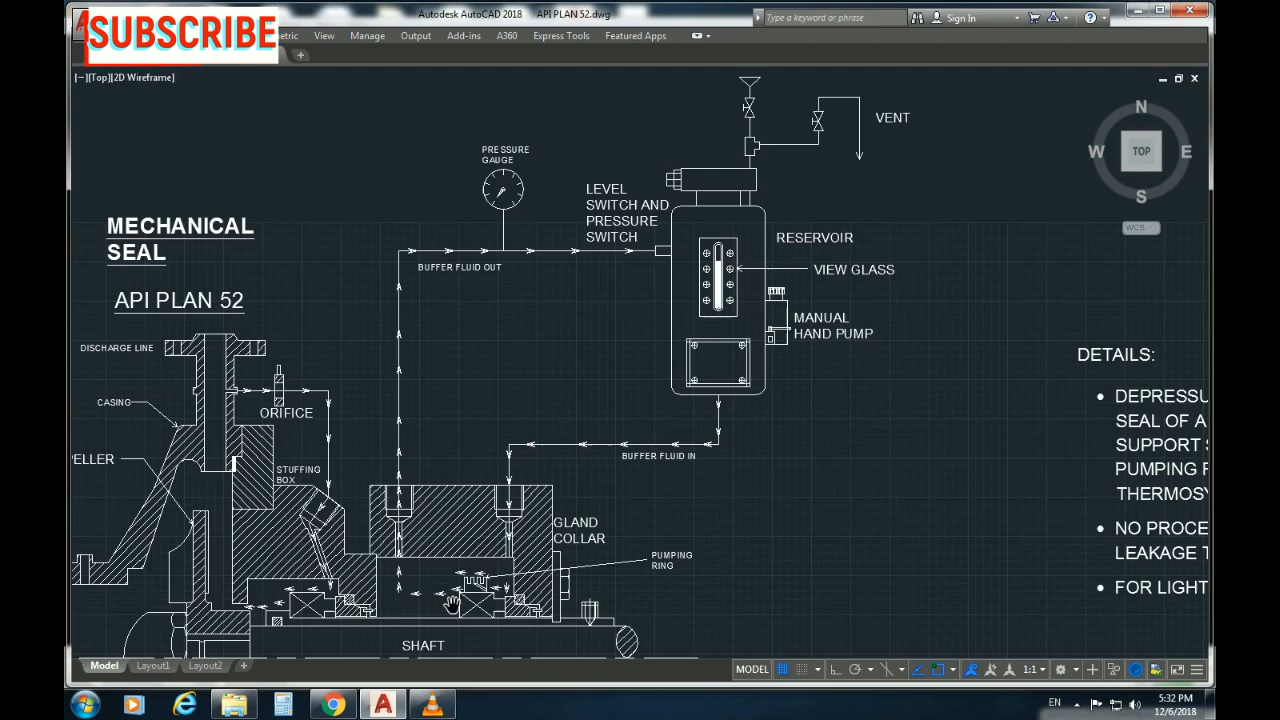 Autodesk AutoCAD 2018 API PLAN 52.dwg
Type a keyword or phrase
Sign In
SUBSCRIBE
View Manage Output Add-ins A360 Express Tools Featured Apps
[−][Top][2D Wireframe]
N
W TOP E
S
WCS
VENT
PRESSURE
GAUGE
LEVEL
SWITCH AND
PRESSURE
SWITCH
MECHANICAL
SEAL
RESERVOIR
BUFFER FLUID OUT
VIEW GLASS
API PLAN 52
MANUAL
HAND PUMP
DISCHARGE LINE
DETAILS:
CASING
ORIFICE
• DEPRESSU
SEAL OF A
SUPPORT S
PUMPING F
THERMOSY
PELLER
BUFFER FLUID IN
STUFFING
BOX
GLAND
COLLAR
• NO PROCE
LEAKAGE T
PUMPING
RING
• FOR LIGHT
SHAFT
Model Layout1 Layout2 +
MODEL 1:1
EN 5:32 PM
12/6/2018